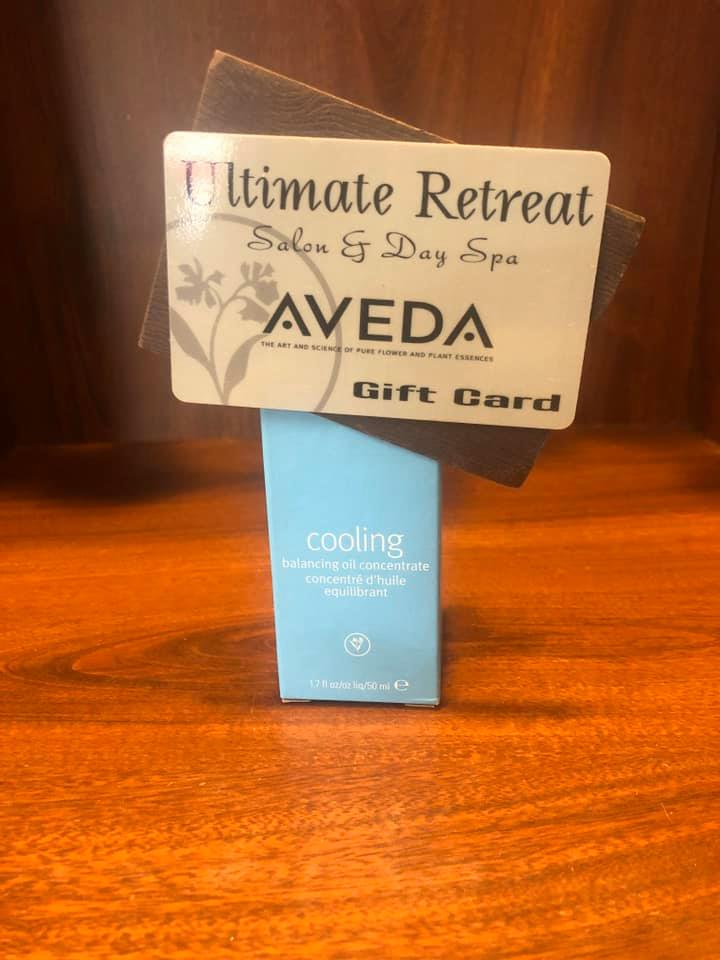 Ultimate Retreat
Salon & Day Spa
AVEDA
THE ART AND SCIENCE OF PURE FLOWER AND PLANT ESSENCES
Gift Card
cooling
balancing oil concentrate
concentré d'huile
equilibrant
1.7 fl oz/oz liq/50 ml ℮